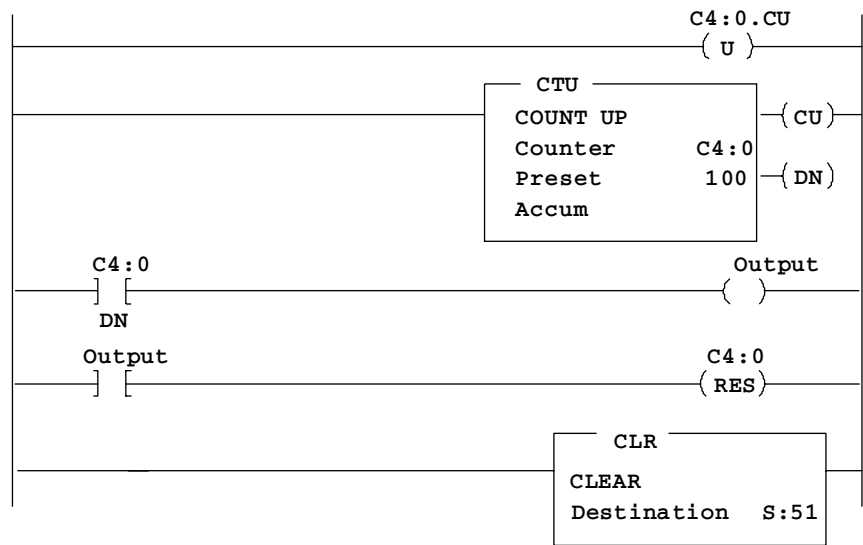 C4:0.CU
U
CTU
COUNT UP
CU
Counter C4:0
Preset 100
DN
Accum
C4:0
Output
DN
Output
C4:0
RES
CLR
CLEAR
Destination S:51